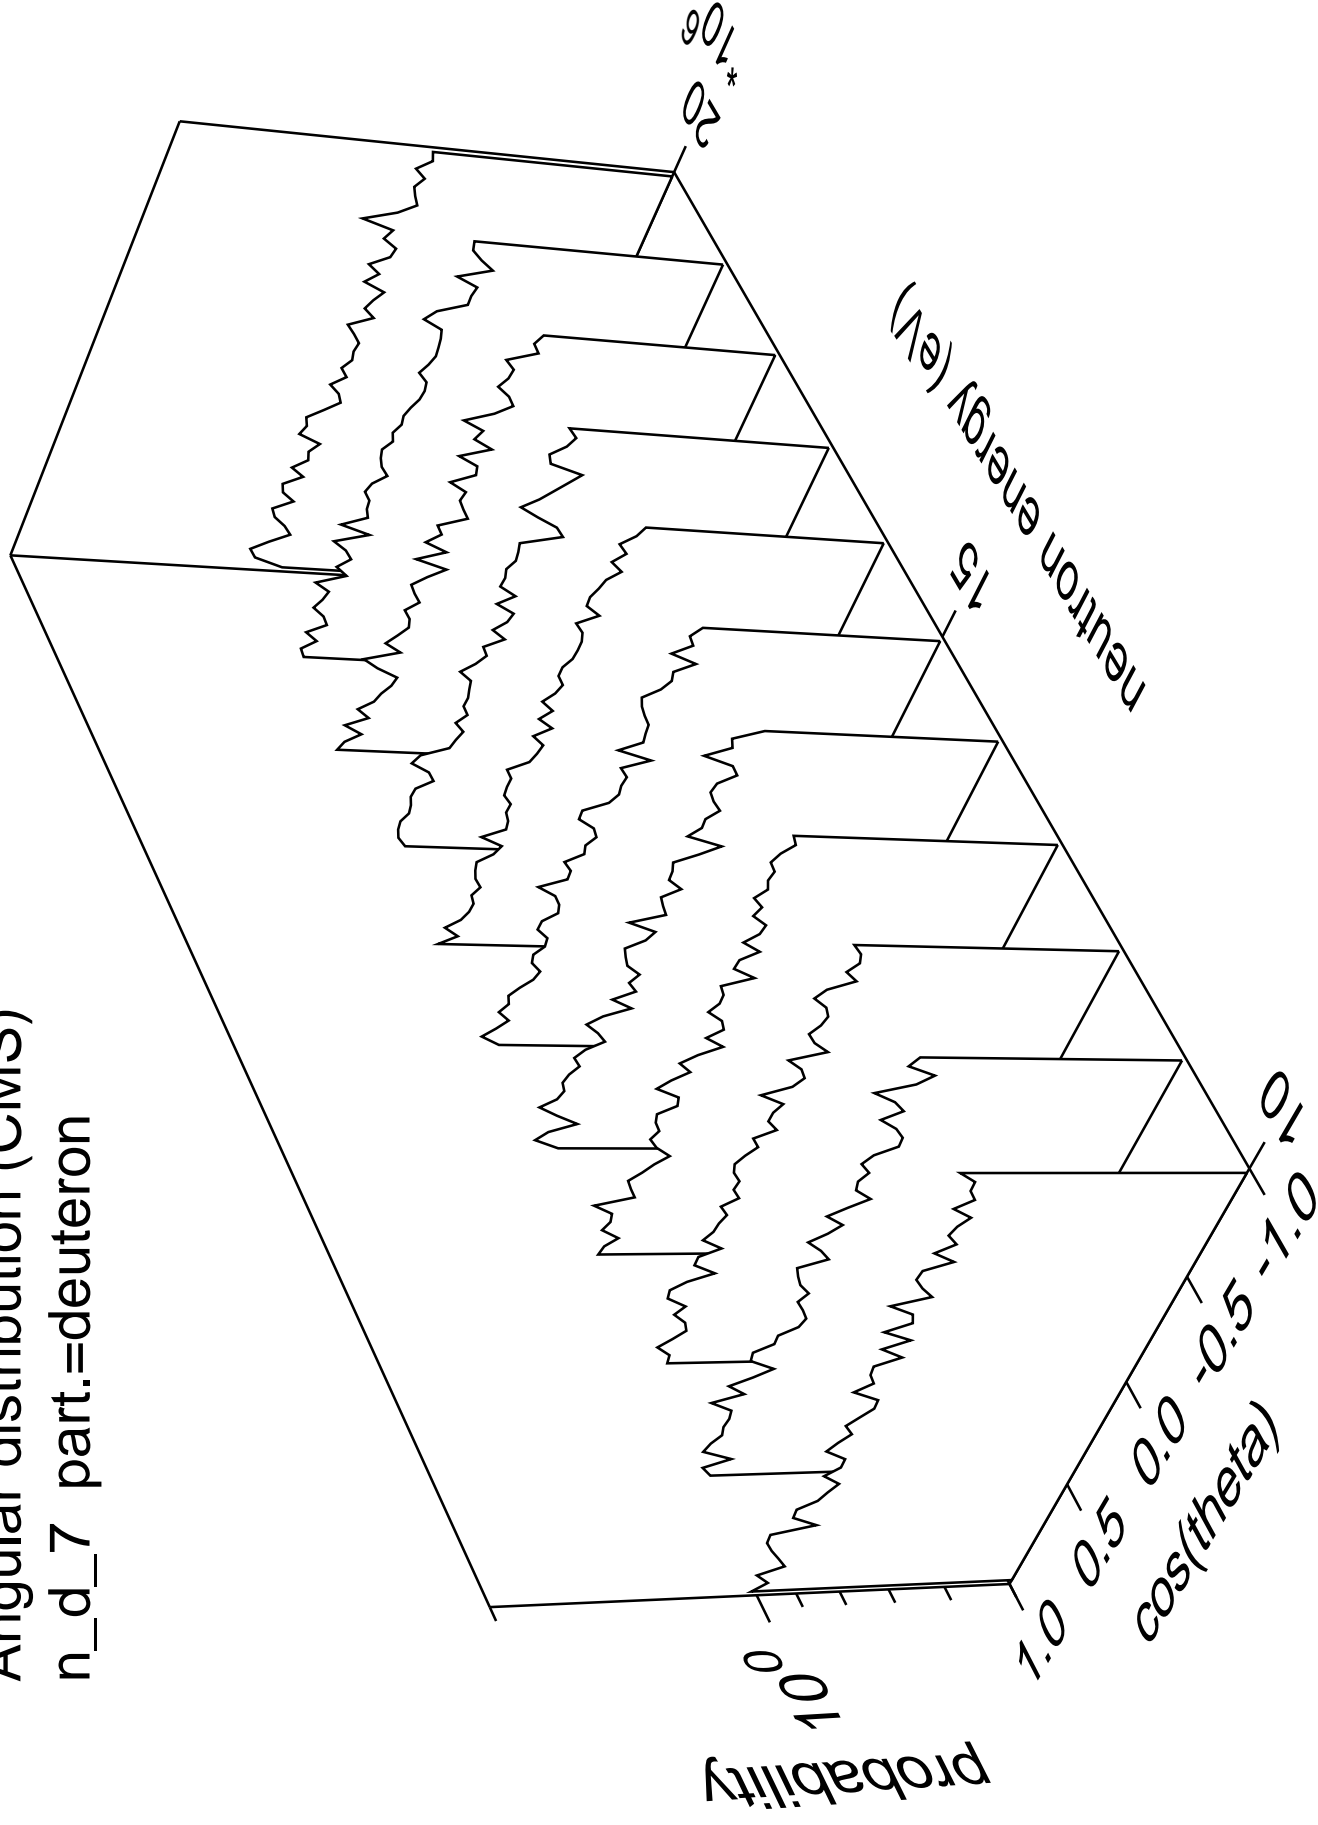 Angular distribution (CMS)
n_d_7 part.=deuteron
probability
10^0
cos(theta)
1.0 0.5 0.0 -0.5 -1.0
neutron energy (eV)
10 15 20
*10^6